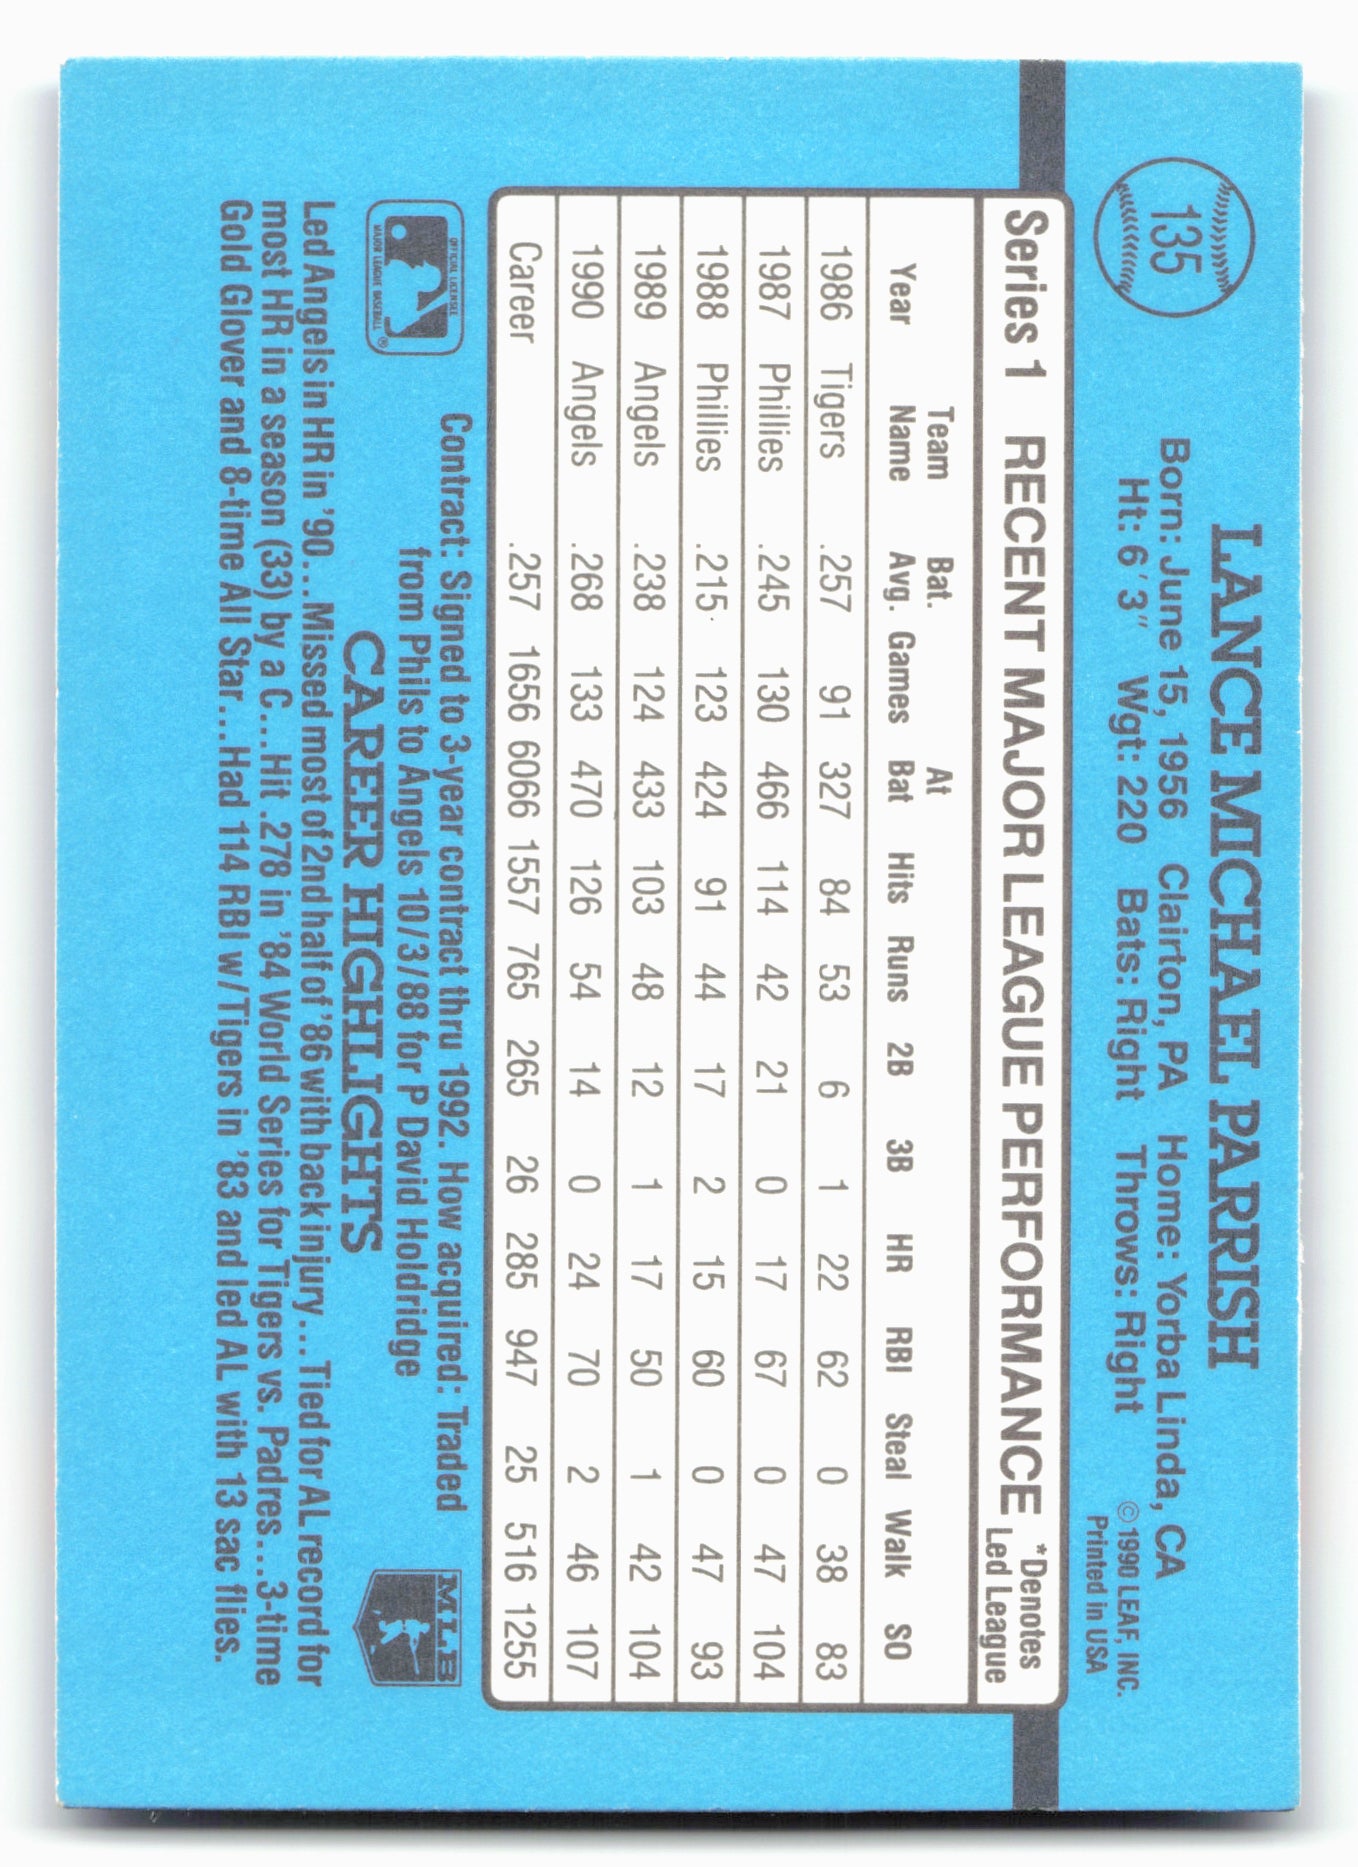 135
LANCE MICHAEL PARRISH
Born: June 15, 1956 Clairton, PA Home: Yorba Linda, CA
Ht: 6'3" Wgt: 220 Bats: Right Throws: Right
© 1990 LEAF, INC.
Printed in USA
Series 1 RECENT MAJOR LEAGUE PERFORMANCE *Denotes
Led League
Team Bat. At
Year Name Avg. Games Bat Hits Runs 2B 3B HR RBI Steal Walk SO
1986 Tigers .257 91 327 84 53 6 1 22 62 0 38 83
1987 Phillies .245 130 466 114 42 21 0 17 67 0 47 104
1988 Phillies .215 123 424 91 44 17 2 15 60 0 47 93
1989 Angels .238 124 433 103 48 12 1 17 50 1 42 104
1990 Angels .268 133 470 126 54 14 0 24 70 2 46 107
Career .257 1656 6066 1557 765 265 26 285 947 25 516 1255
OFFICIAL LICENSEE
MAJOR LEAGUE BASEBALL ®
Contract: Signed to 3-year contract thru 1992. How acquired: Traded
from Phils to Angels 10/3/88 for P David Holdridge
MLB
CAREER HIGHLIGHTS
Led Angels in HR in '90...Missed most of 2nd half of '86 with back injury...Tied for AL record for
most HR in a season (33) by a C...Hit .278 in '84 World Series for Tigers vs. Padres...3-time
Gold Glover and 8-time All Star...Had 114 RBI w/Tigers in '83 and led AL with 13 sac flies.